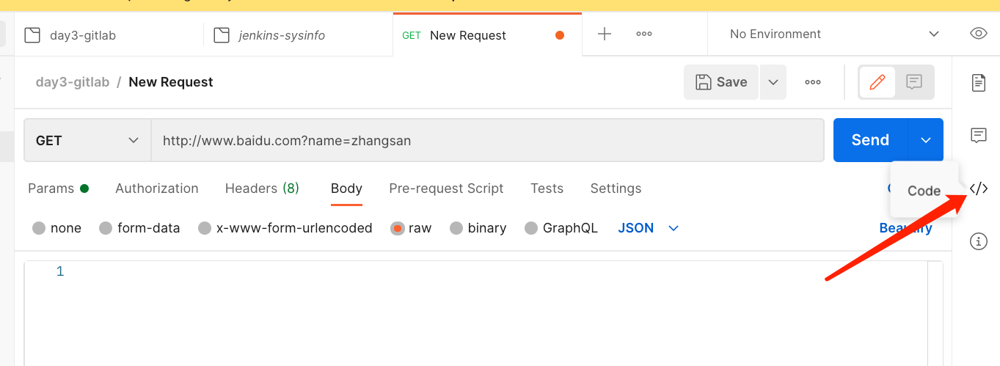 day3-gitlab jenkins-sysinfo GET New Request No Environment
day3-gitlab / New Request Save
GET http://www.baidu.com?name=zhangsan Send
Params Authorization Headers (8) Body Pre-request Script Tests Settings
Code
none form-data x-www-form-urlencoded raw binary GraphQL JSON Beautify
1